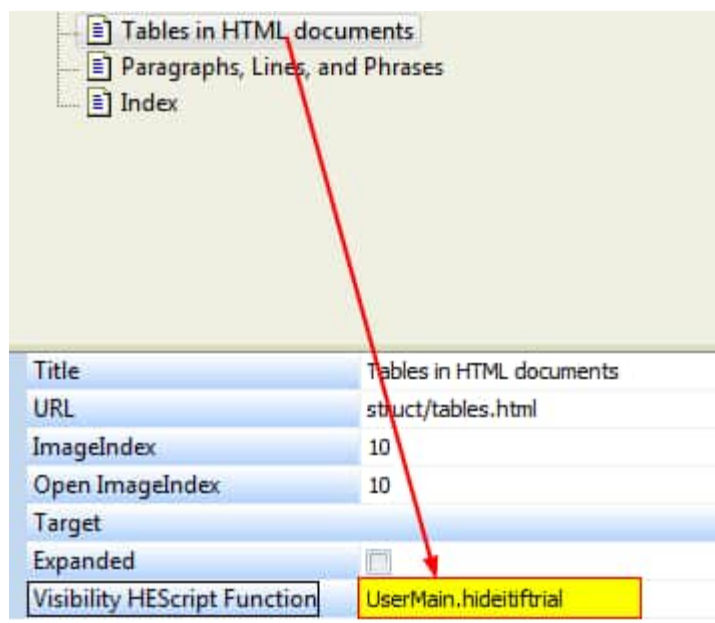 Tables in HTML documents
Paragraphs, Lines, and Phrases
Index
Title Tables in HTML documents
URL struct/tables.html
ImageIndex 10
Open ImageIndex 10
Target
Expanded
Visibility HEScript Function UserMain.hideitiftrial